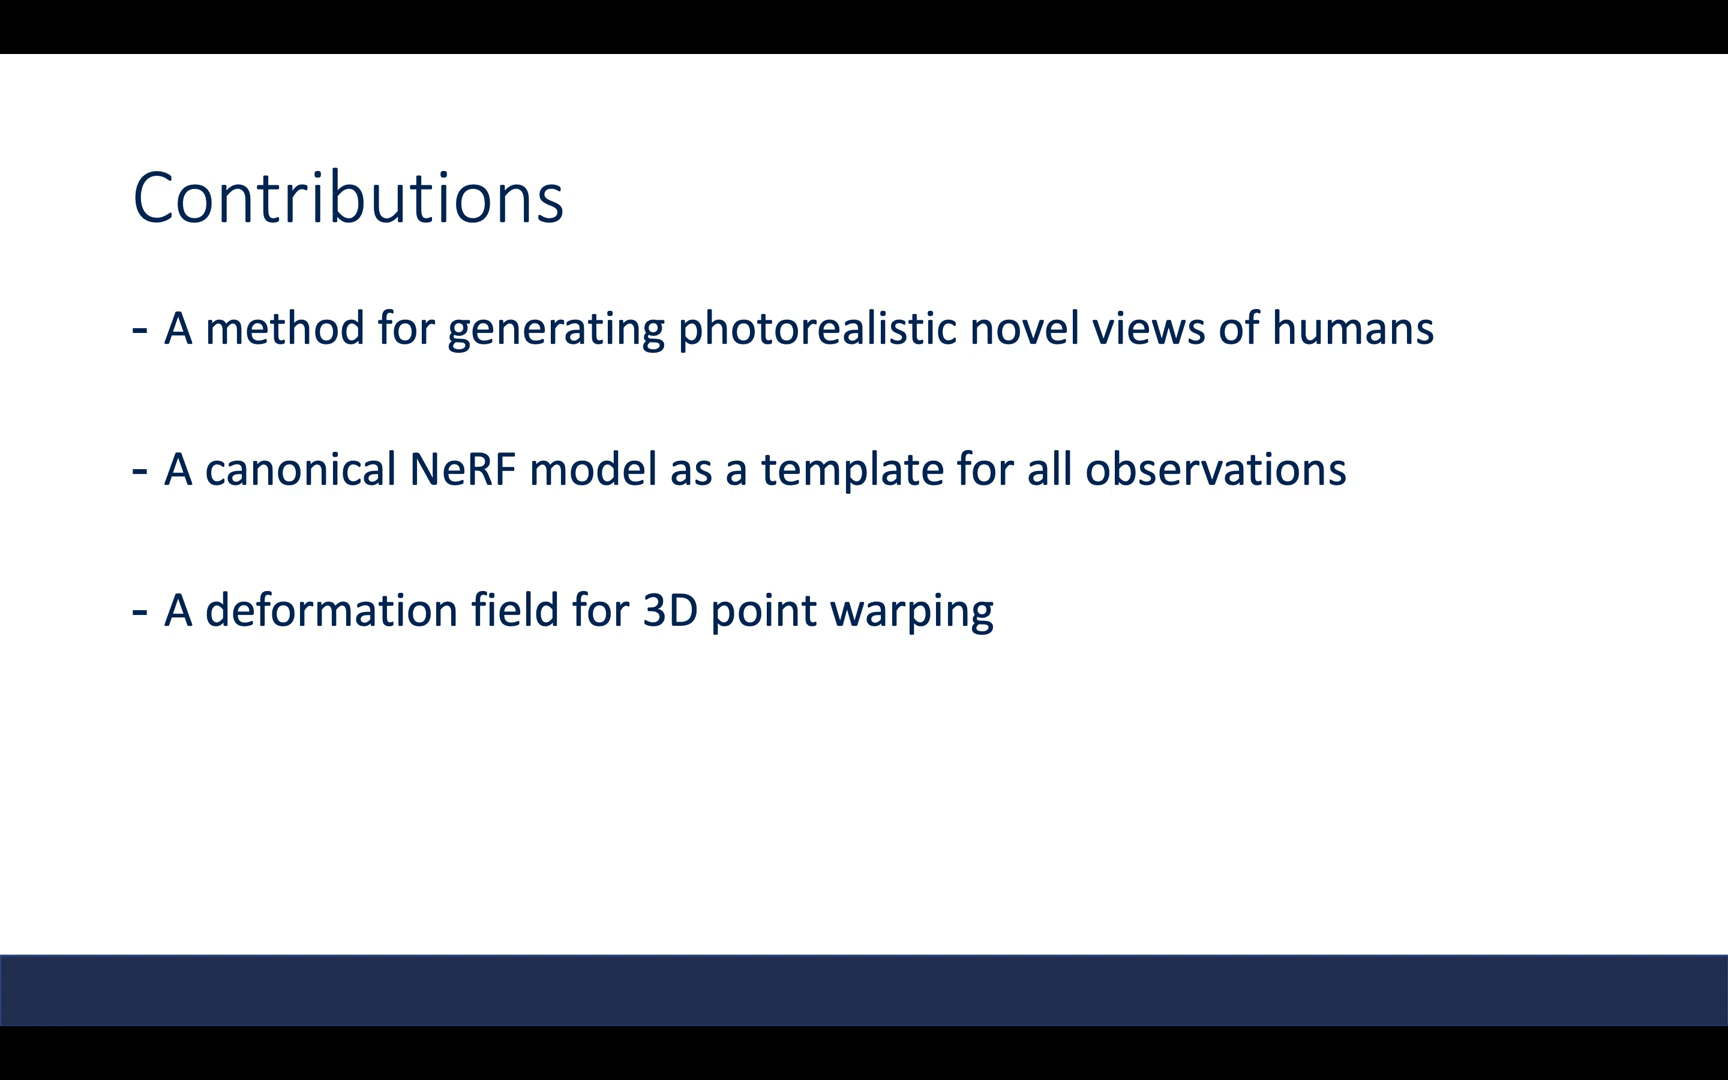 Contributions
- A method for generating photorealistic novel views of humans
- A canonical NeRF model as a template for all observations
- A deformation field for 3D point warping